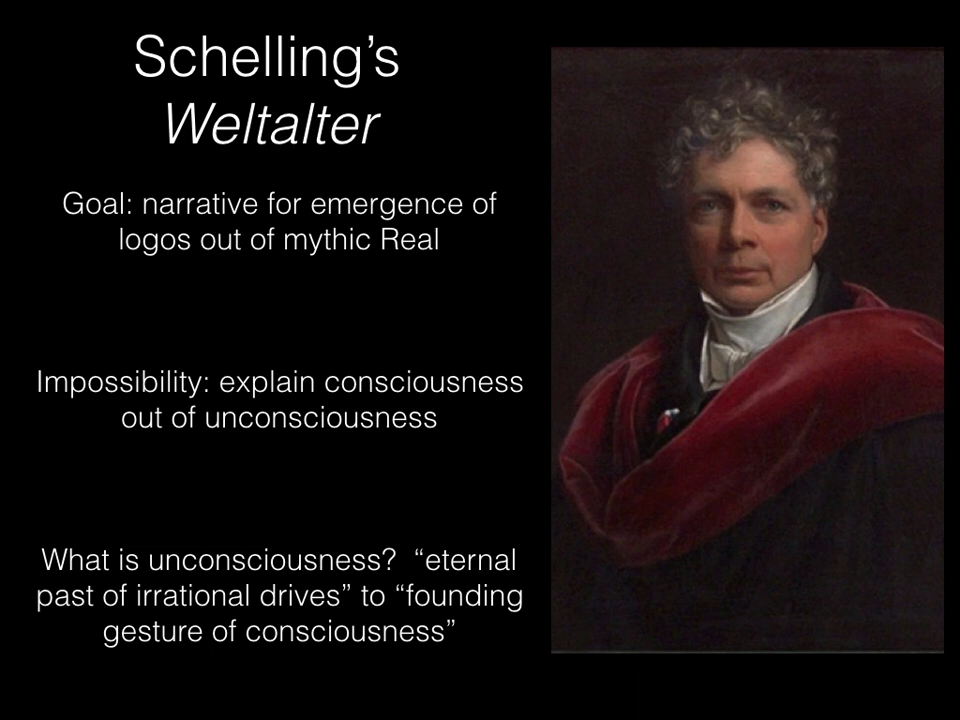 Schelling’s
Weltalter
Goal: narrative for emergence of
logos out of mythic Real
Impossibility: explain consciousness
out of unconsciousness
What is unconsciousness?  “eternal
past of irrational drives” to “founding
gesture of consciousness”